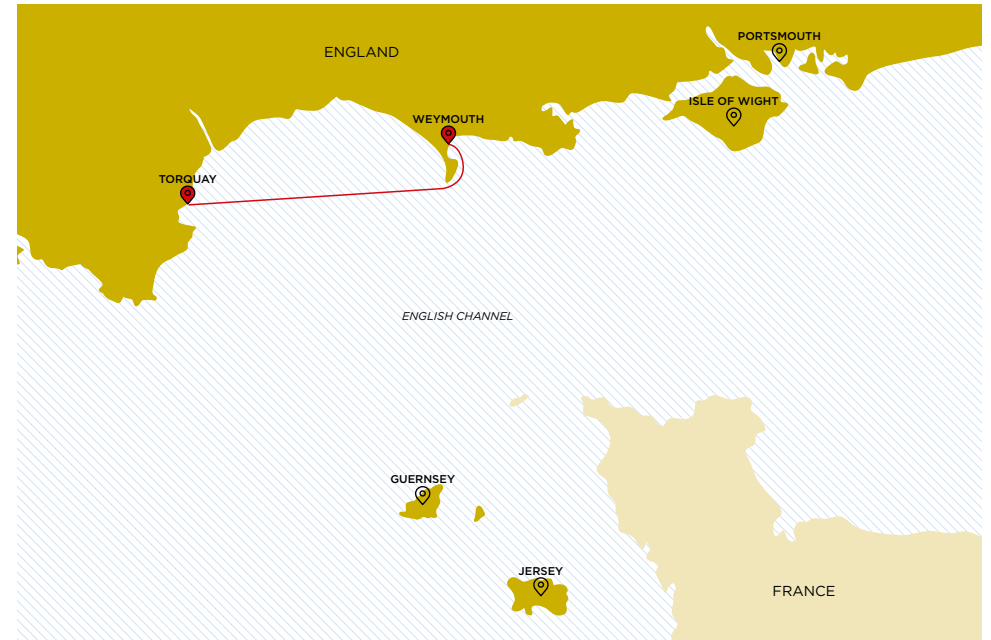 PORTSMOUTH
ENGLAND
ISLE OF WIGHT
WEYMOUTH
TORQUAY
ENGLISH CHANNEL
GUERNSEY
JERSEY
FRANCE